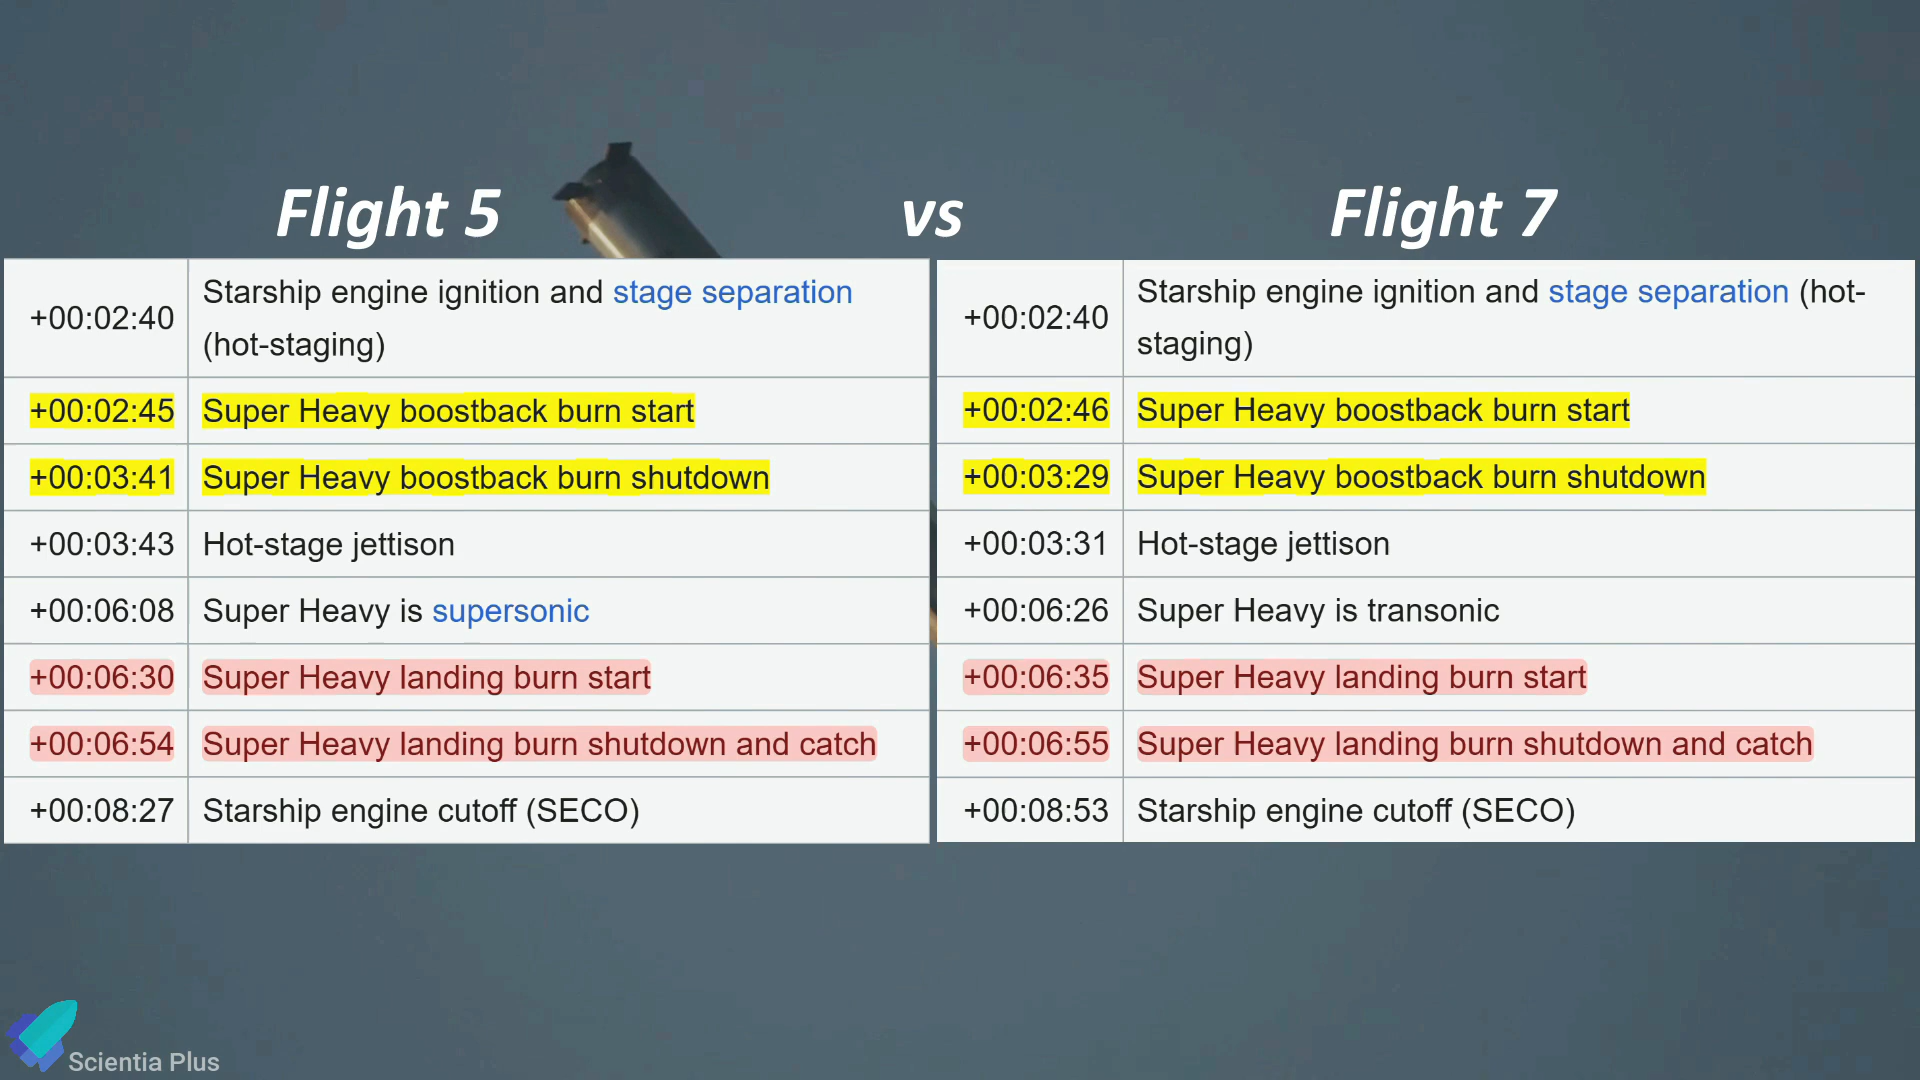 Flight 5 vs Flight 7
+00:02:40 Starship engine ignition and stage separation
(hot-staging)
+00:02:45 Super Heavy boostback burn start
+00:03:41 Super Heavy boostback burn shutdown
+00:03:43 Hot-stage jettison
+00:06:08 Super Heavy is supersonic
+00:06:30 Super Heavy landing burn start
+00:06:54 Super Heavy landing burn shutdown and catch
+00:08:27 Starship engine cutoff (SECO)
+00:02:40 Starship engine ignition and stage separation (hot-
staging)
+00:02:46 Super Heavy boostback burn start
+00:03:29 Super Heavy boostback burn shutdown
+00:03:31 Hot-stage jettison
+00:06:26 Super Heavy is transonic
+00:06:35 Super Heavy landing burn start
+00:06:55 Super Heavy landing burn shutdown and catch
+00:08:53 Starship engine cutoff (SECO)
Scientia Plus